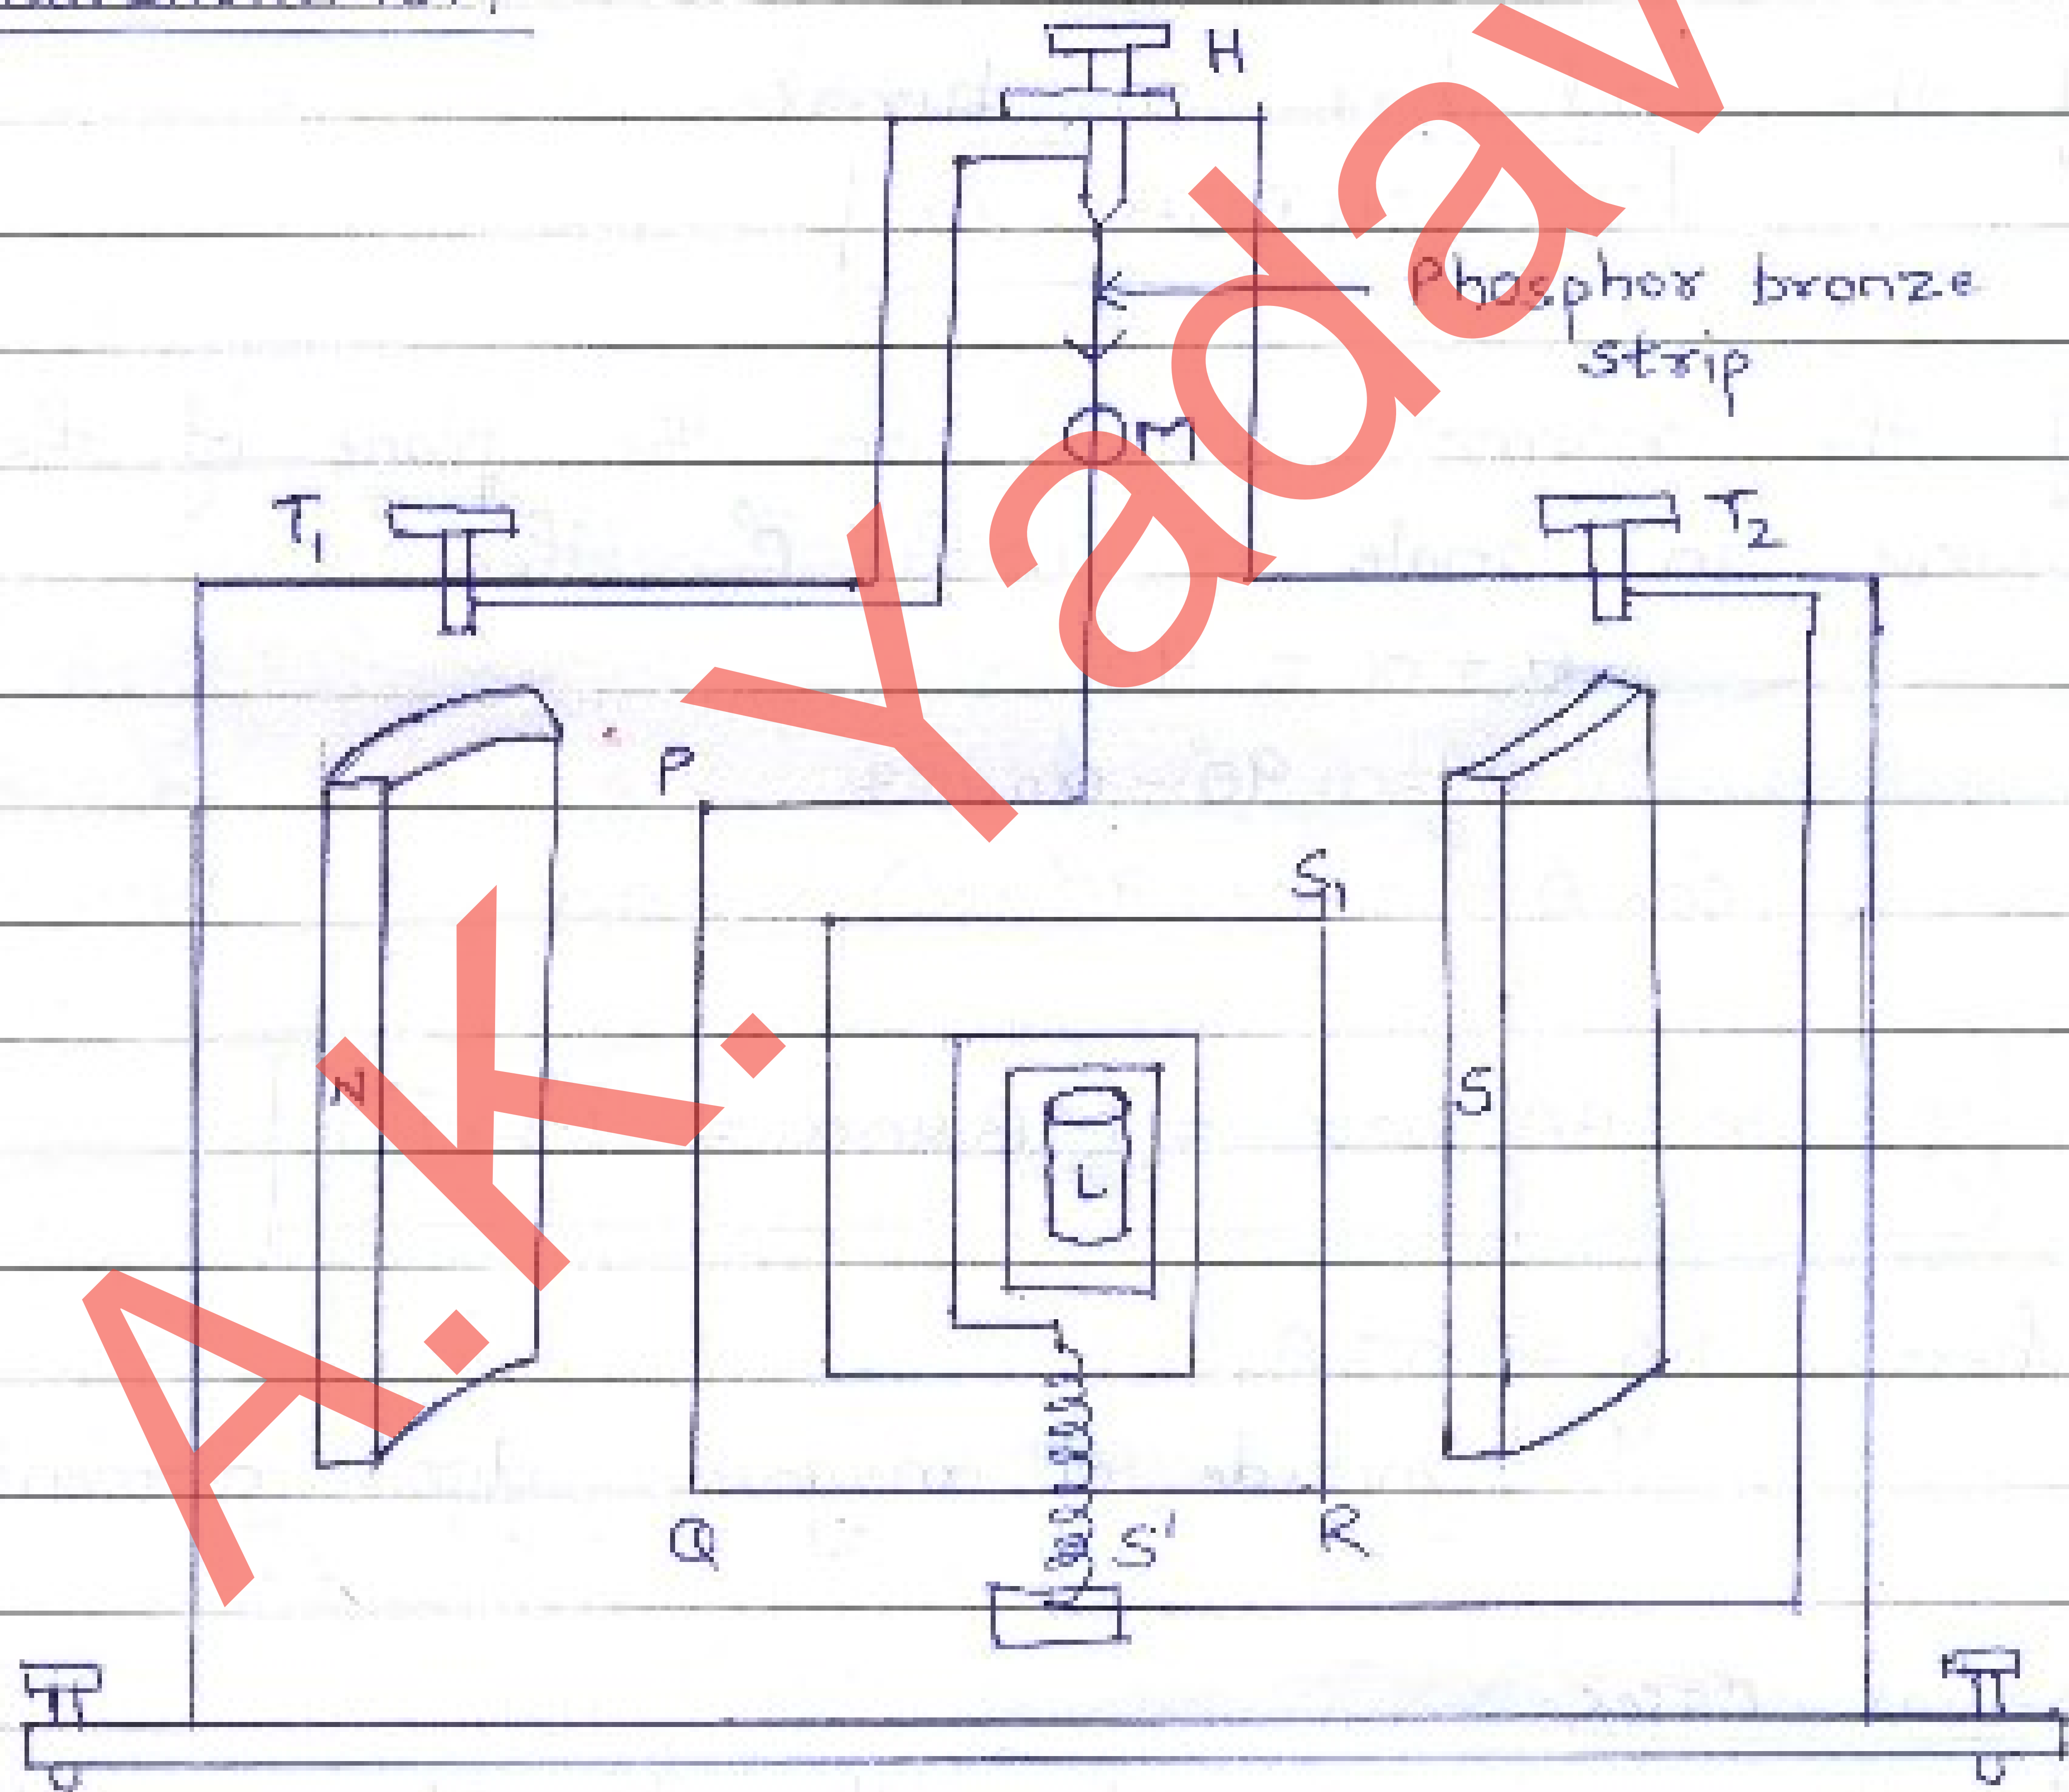 H
Phosphor bronze
strip
M
T1
T2
P
S1
N
S
L
Q
S'
R
A.K. Yadav